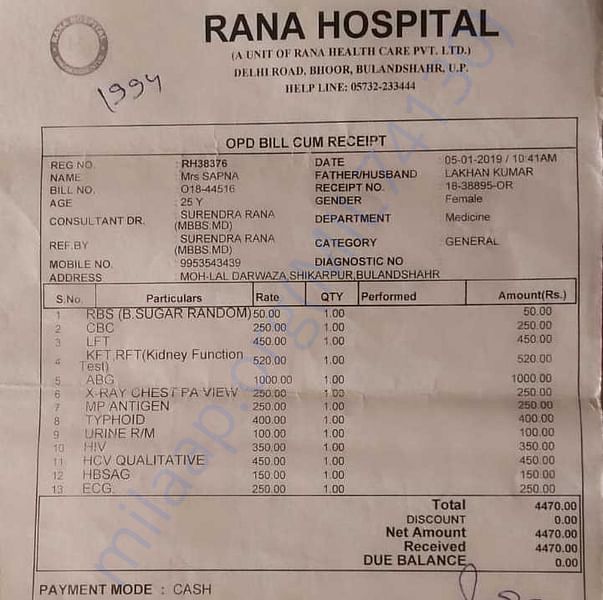 RANA HOSPITAL
RANA HOSPITAL
(A UNIT OF RANA HEALTH CARE PVT. LTD.)
DELHI ROAD, BHOOR, BULANDSHAHR, U.P.
HELP LINE: 05732-233444
1994
OPD BILL CUM RECEIPT
REG NO. : RH38376 DATE : 05-01-2019 / 10:41AM
NAME : Mrs SAPNA FATHER/HUSBAND : LAKHAN KUMAR
BILL NO. : O18-44516 RECEIPT NO. : 18-38895-OR
AGE : 25 Y GENDER : Female
CONSULTANT DR. : SURENDRA RANA (MBBS.MD) DEPARTMENT : Medicine
REF.BY : SURENDRA RANA (MBBS.MD) CATEGORY : GENERAL
MOBILE NO. : 9953543439 DIAGNOSTIC NO :
ADDRESS : MOH-LAL DARWAZA,SHIKARPUR,BULANDSHAHR
S.No. Particulars Rate QTY Performed Amount(Rs.)
1 RBS (B.SUGAR RANDOM) 50.00 1.00 50.00
2 CBC 250.00 1.00 250.00
3 LFT 450.00 1.00 450.00
4 KFT,RFT(Kidney Function Test) 520.00 1.00 520.00
5 ABG 1000.00 1.00 1000.00
6 X-RAY CHEST PA VIEW 250.00 1.00 250.00
7 MP ANTIGEN 250.00 1.00 250.00
8 TYPHOID 400.00 1.00 400.00
9 URINE R/M 100.00 1.00 100.00
10 HIV 350.00 1.00 350.00
11 HCV QUALITATIVE 450.00 1.00 450.00
12 HBSAG 150.00 1.00 150.00
13 ECG. 250.00 1.00 250.00
Total 4470.00
DISCOUNT 0.00
Net Amount 4470.00
Received 4470.00
DUE BALANCE 0.00
PAYMENT MODE : CASH